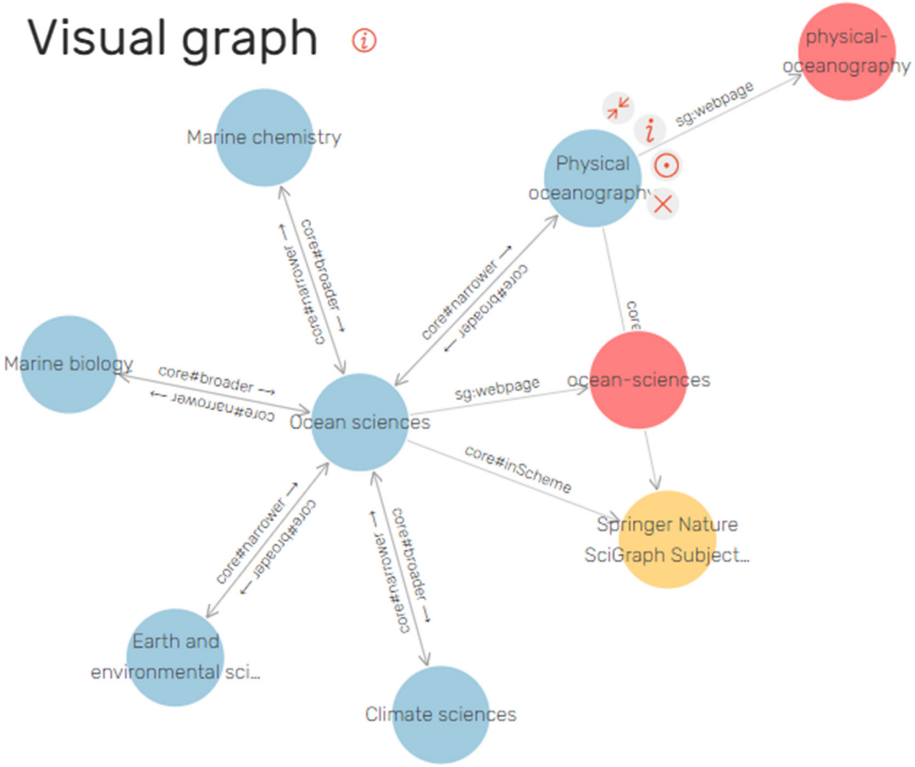 Visual graph
physical-
oceanography
sg:webpage
Marine chemistry
Physical
oceanography
core#broader →
core#narrower →
core#narrower →
core#broader →
core
Marine biology
core#broader →
core#narrower →
sg:webpage
ocean-sciences
Ocean sciences
core#inScheme
core#narrower →
core#broader →
core#broader →
core#narrower →
Springer Nature
SciGraph Subject…
Earth and
environmental sci…
Climate sciences